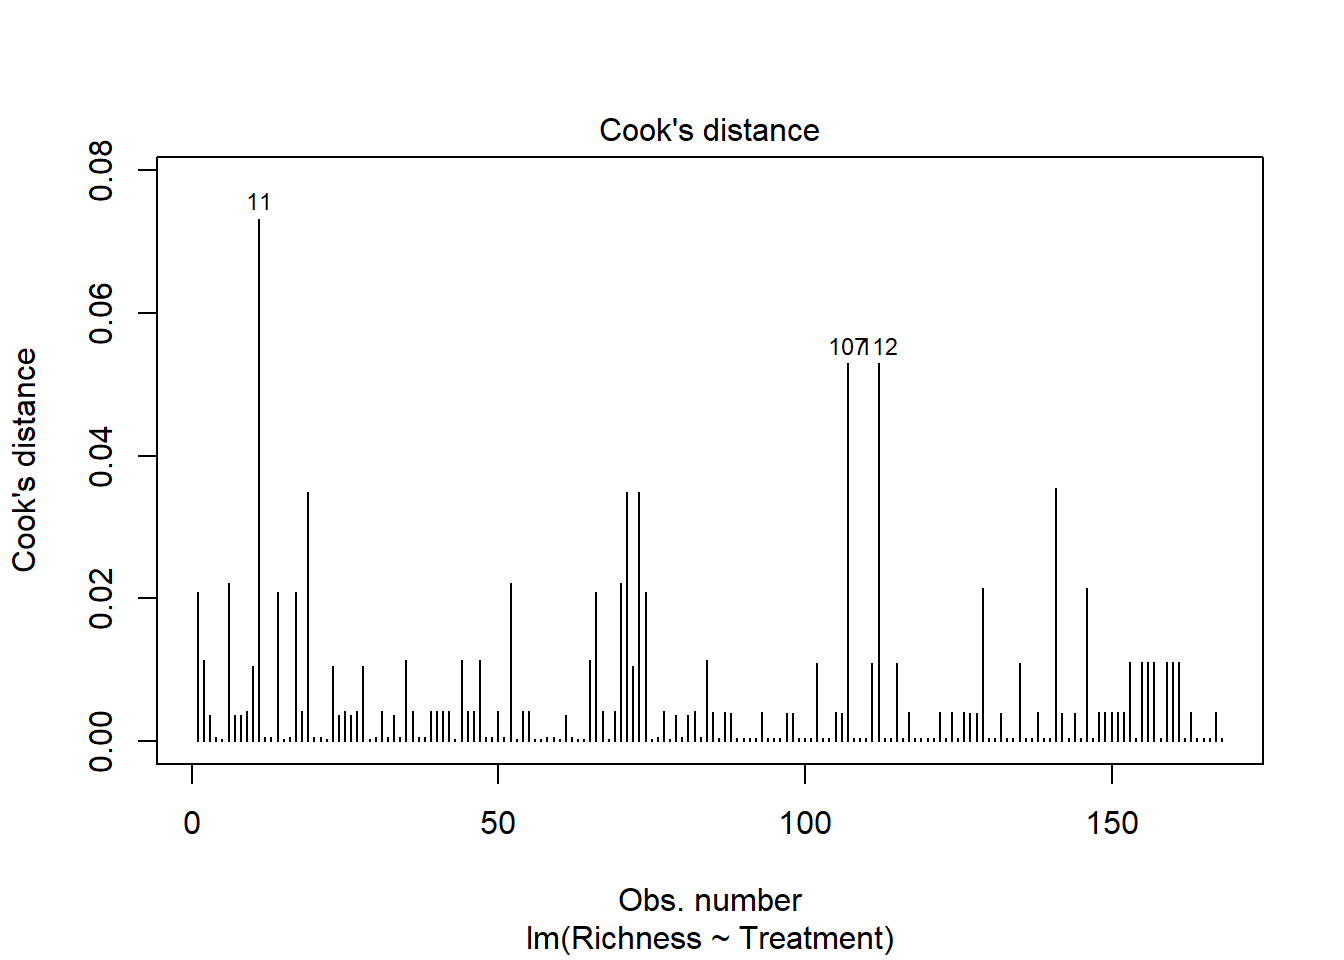 Cook's distance
0.08
0.06
0.04
0.02
0.00
Cook's distance
11
107
112
0 50 100 150
Obs. number
lm(Richness ~ Treatment)